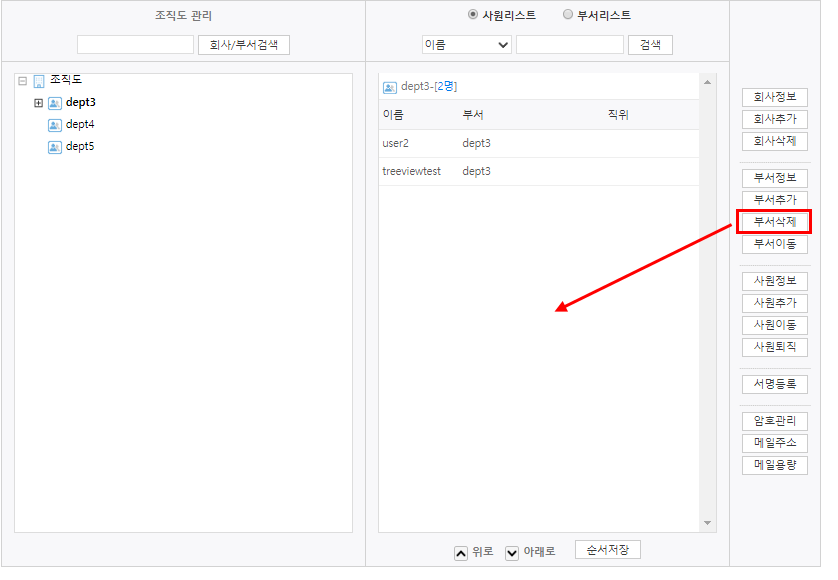 조직도 관리
회사/부서검색
조직도
dept3
dept4
dept5
사원리스트 부서리스트
이름 검색
dept3-[2명]
이름 부서 직위
user2 dept3
treeviewtest dept3
위로 아래로 순서저장
회사정보
회사추가
회사삭제
부서정보
부서추가
부서삭제
부서이동
사원정보
사원추가
사원이동
사원퇴직
서명등록
암호관리
메일주소
메일용량